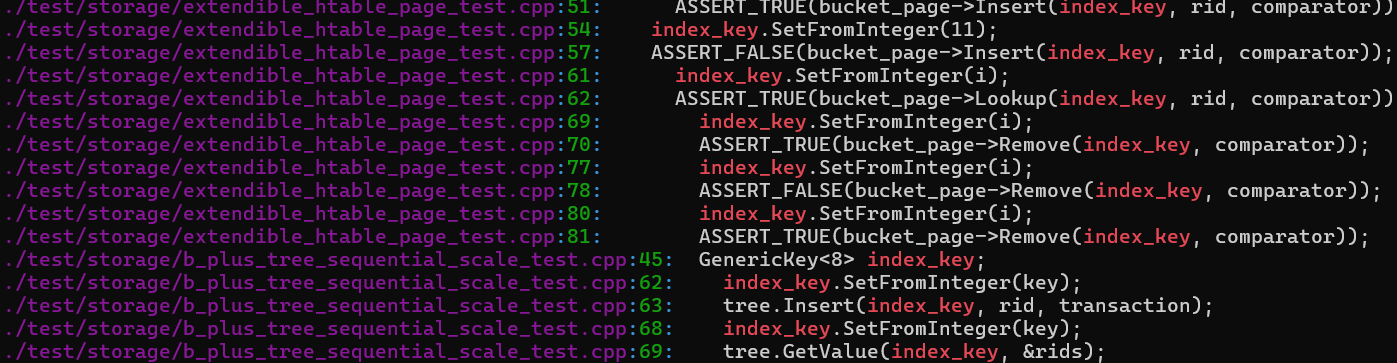 ./test/storage/extendible_htable_page_test.cpp:51:      ASSERT_TRUE(bucket_page->Insert(index_key, rid, comparator))
./test/storage/extendible_htable_page_test.cpp:54:    index_key.SetFromInteger(11);
./test/storage/extendible_htable_page_test.cpp:57:    ASSERT_FALSE(bucket_page->Insert(index_key, rid, comparator));
./test/storage/extendible_htable_page_test.cpp:61:      index_key.SetFromInteger(i);
./test/storage/extendible_htable_page_test.cpp:62:      ASSERT_TRUE(bucket_page->Lookup(index_key, rid, comparator))
./test/storage/extendible_htable_page_test.cpp:69:        index_key.SetFromInteger(i);
./test/storage/extendible_htable_page_test.cpp:70:        ASSERT_TRUE(bucket_page->Remove(index_key, comparator));
./test/storage/extendible_htable_page_test.cpp:77:        index_key.SetFromInteger(i);
./test/storage/extendible_htable_page_test.cpp:78:        ASSERT_FALSE(bucket_page->Remove(index_key, comparator));
./test/storage/extendible_htable_page_test.cpp:80:        index_key.SetFromInteger(i);
./test/storage/extendible_htable_page_test.cpp:81:        ASSERT_TRUE(bucket_page->Remove(index_key, comparator));
./test/storage/b_plus_tree_sequential_scale_test.cpp:45:  GenericKey<8> index_key;
./test/storage/b_plus_tree_sequential_scale_test.cpp:62:    index_key.SetFromInteger(key);
./test/storage/b_plus_tree_sequential_scale_test.cpp:63:    tree.Insert(index_key, rid, transaction);
./test/storage/b_plus_tree_sequential_scale_test.cpp:68:    index_key.SetFromInteger(key);
./test/storage/b_plus_tree_sequential_scale_test.cpp:69:    tree.GetValue(index_key, &rids);